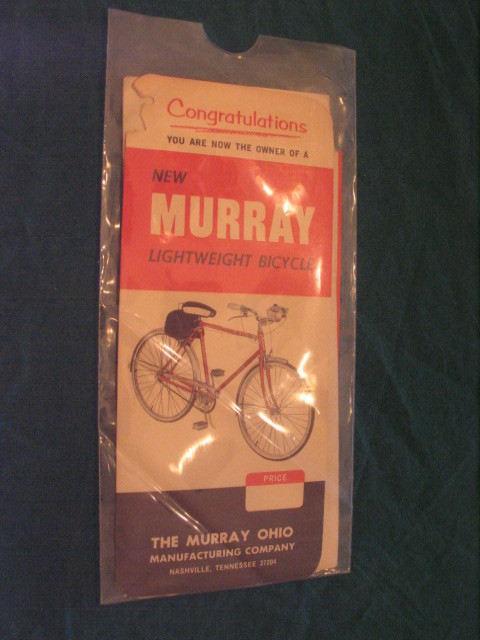 Congratulations
YOU ARE NOW THE OWNER OF A
NEW
MURRAY
LIGHTWEIGHT BICYCLE
PRICE
THE MURRAY OHIO
MANUFACTURING COMPANY
NASHVILLE, TENNESSEE 37204